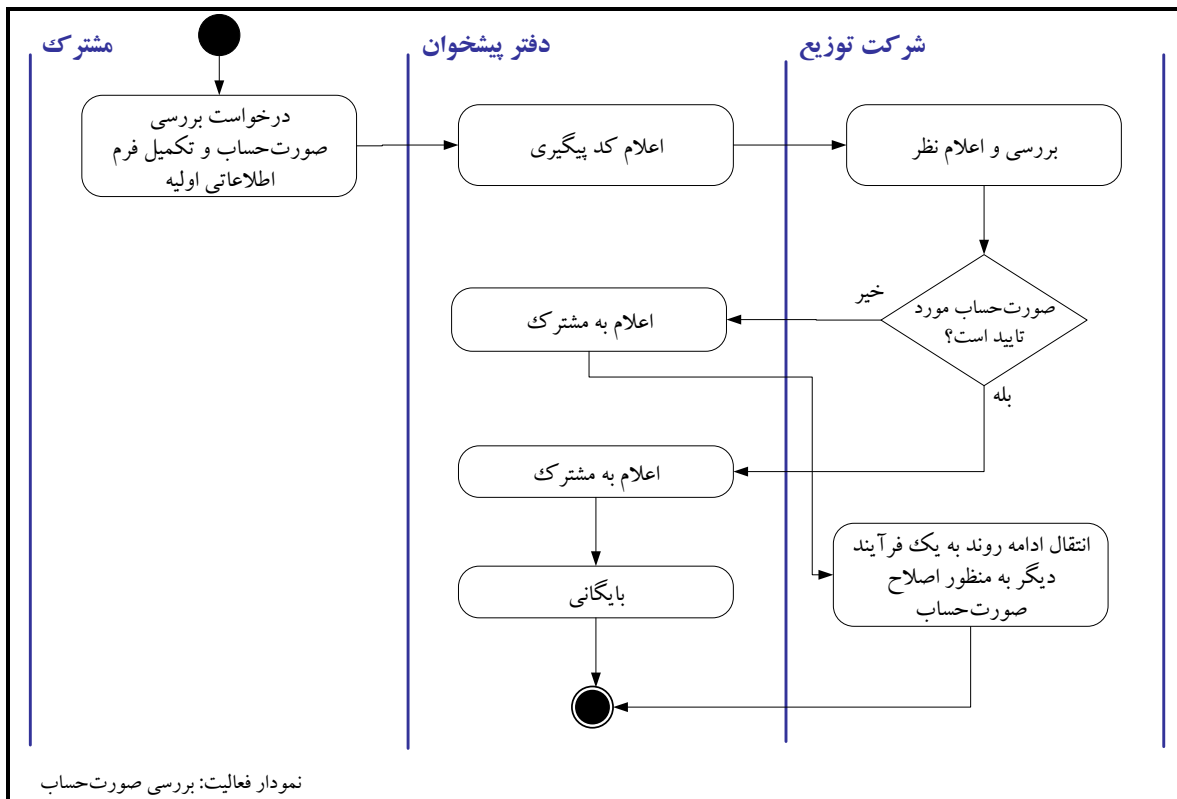 مشترک
دفتر پیشخوان
شرکت توزیع
درخواست بررسی
صورت‌حساب و تکمیل فرم
اطلاعاتی اولیه
اعلام کد پیگیری
بررسی و اعلام نظر
صورت‌حساب مورد
تایید است؟
خیر
اعلام به مشترک
بله
اعلام به مشترک
انتقال ادامه روند به یک فرآیند
دیگر به منظور اصلاح
صورت‌حساب
بایگانی
نمودار فعالیت: بررسی صورت‌حساب